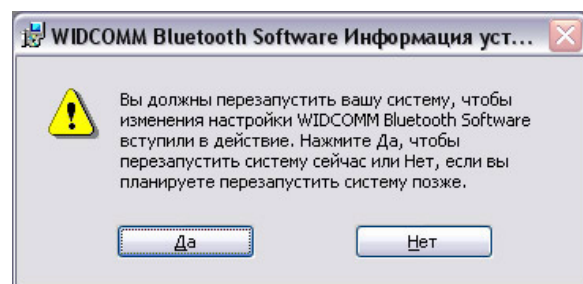 WIDCOMM Bluetooth Software Информация уст...
Вы должны перезапустить вашу систему, чтобы
изменения настройки WIDCOMM Bluetooth Software
вступили в действие. Нажмите Да, чтобы
перезапустить систему сейчас или Нет, если вы
планируете перезапустить систему позже.
Да Нет